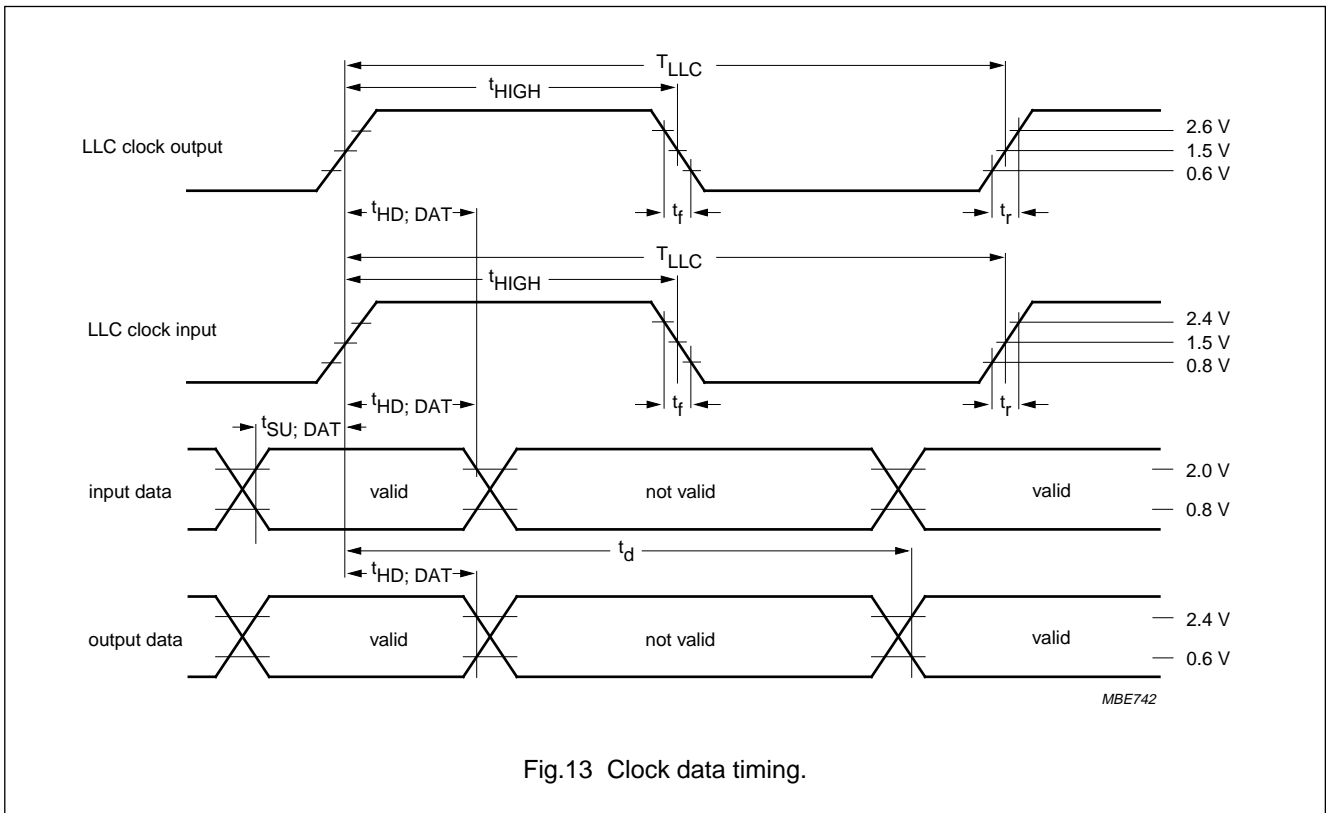 T_LLC
t_HIGH
LLC clock output
2.6 V
1.5 V
0.6 V
t_HD; DAT
t_f
t_r
T_LLC
t_HIGH
LLC clock input
2.4 V
1.5 V
0.8 V
t_HD; DAT
t_f
t_r
t_SU; DAT
input data
valid
not valid
valid
2.0 V
0.8 V
t_d
t_HD; DAT
output data
valid
not valid
valid
2.4 V
0.6 V
MBE742
Fig.13 Clock data timing.